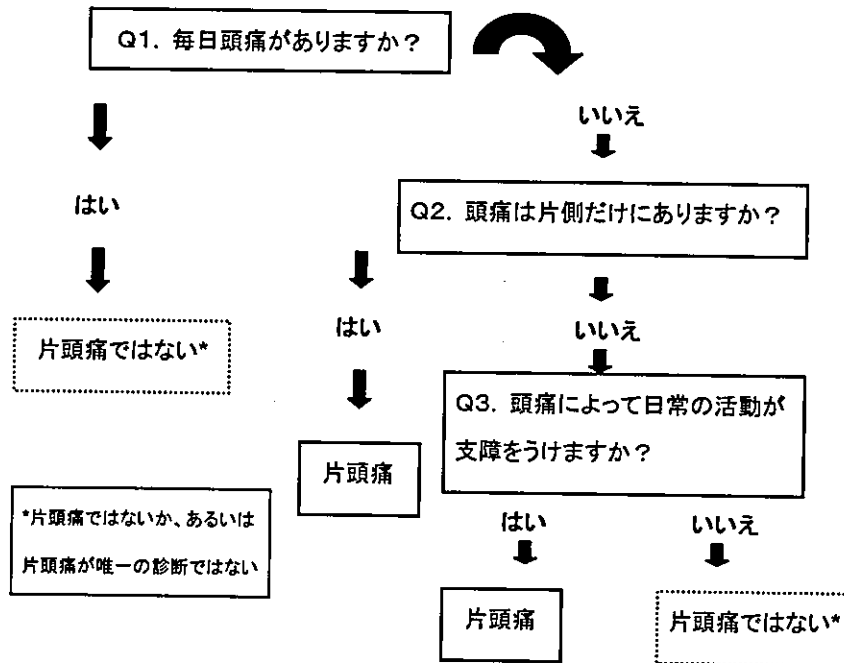 Q1. 毎日頭痛がありますか？
いいえ
はい
Q2. 頭痛は片側だけにありますか？
はい
いいえ
片頭痛ではない*
Q3. 頭痛によって日常の活動が
支障をうけますか？
片頭痛
*片頭痛ではないか、あるいは
片頭痛が唯一の診断ではない
はい
いいえ
片頭痛
片頭痛ではない*